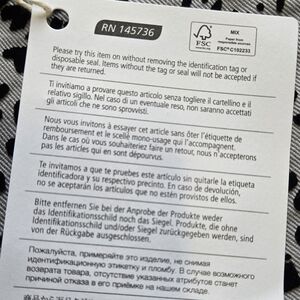 RN 145736
FSC
MIX
Paper from
responsible sources
FSC® C102233
Please try this item on without removing the identification tag or
disposable seal. Items without the tag or seal will not be accepted if
they are returned.
Ti invitiamo a provare questo articolo senza togliere il cartellino e il
relativo sigillo. Nel caso di un eventuale reso, non saranno accettati
gli articoli che ne sono sprovvisti.
Nous vous invitons à essayer cet article sans ôter l'étiquette de
remboursement et le scellé mono-usage qui l'accompagnent.
Dans le cas où vous souhaiteriez faire un retour, nous n'accepterons
pas les articles qui en sont dépourvus.
Te invitamos a que te pruebes este artículo sin quitarle la etiqueta
identificadora y su respectivo precinto. En caso de devolución,
no se aceptarán los artículos que no estén provistos de ellos.
Bitte entfernen Sie bei der Anprobe der Produkte weder
das Identifikationsschild noch das Siegel. Produkte, die ohne
das Identifikationsschild und/oder Siegel zurückgegeben werden, sind
von der Rückgabe ausgeschlossen.
Пожалуйста, примеряйте это изделие, не снимая
идентификационную этикетку и пломбу. В случае возможного
возврата товара, отсутствие указанных атрибутов станет
причиной отказа в его приёме магазином.